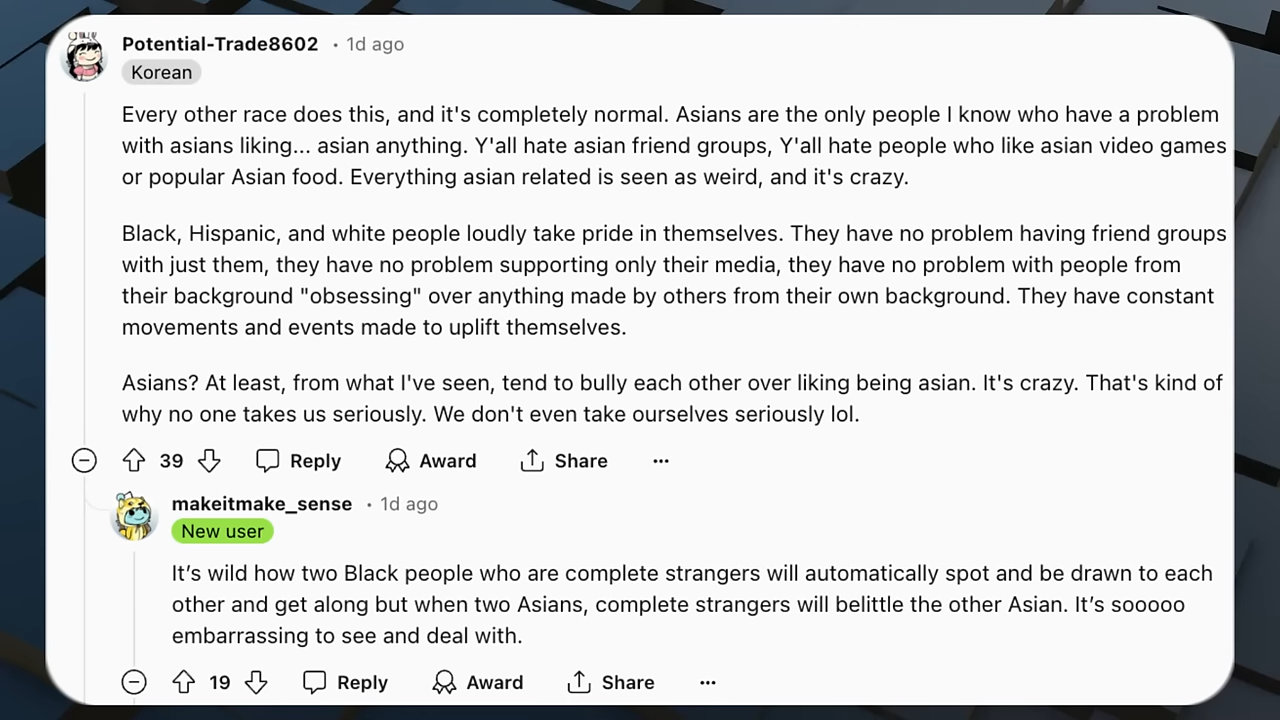 Potential-Trade8602 • 1d ago
Korean
Every other race does this, and it's completely normal. Asians are the only people I know who have a problem
with asians liking... asian anything. Y'all hate asian friend groups, Y'all hate people who like asian video games
or popular Asian food. Everything asian related is seen as weird, and it's crazy.
Black, Hispanic, and white people loudly take pride in themselves. They have no problem having friend groups
with just them, they have no problem supporting only their media, they have no problem with people from
their background "obsessing" over anything made by others from their own background. They have constant
movements and events made to uplift themselves.
Asians? At least, from what I've seen, tend to bully each other over liking being asian. It's crazy. That's kind of
why no one takes us seriously. We don't even take ourselves seriously lol.
39 Reply Award Share ...
makeitmake_sense • 1d ago
New user
It’s wild how two Black people who are complete strangers will automatically spot and be drawn to each
other and get along but when two Asians, complete strangers will belittle the other Asian. It’s sooooo
embarrassing to see and deal with.
19 Reply Award Share ...